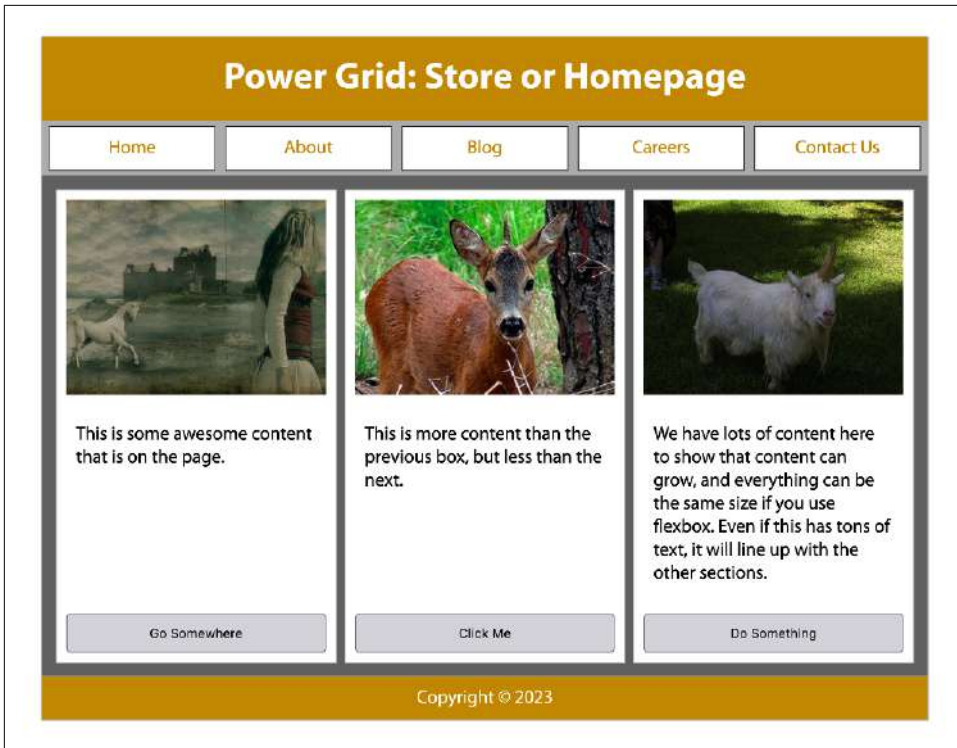 Power Grid: Store or Homepage
Home
About
Blog
Careers
Contact Us
This is some awesome content
that is on the page.
Go Somewhere
This is more content than the
previous box, but less than the
next.
Click Me
We have lots of content here
to show that content can
grow, and everything can be
the same size if you use
flexbox. Even if this has tons of
text, it will line up with the
other sections.
Do Something
Copyright © 2023